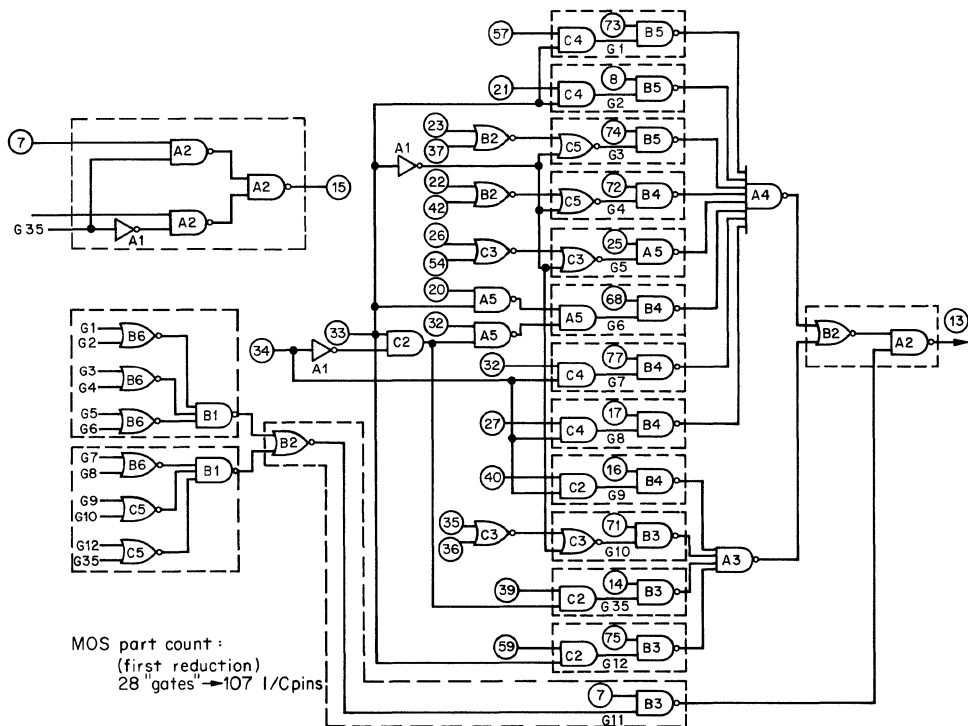 57
C4
73
B5
G1
21
C4
8
B5
G2
7
A2
A2
15
A2
A1
G35
23
37
B2
A1
C5
74
B5
G3
22
42
B2
C5
72
B4
G4
A4
26
54
C3
C3
25
A5
G5
20
A5
A5
68
B4
G6
33
32
A5
34
A1
C2
32
C4
77
B4
G7
B2
A2
13
27
C4
17
B4
G8
G1
G2
B6
G3
G4
B6
G5
G6
B6
B1
B2
G7
G8
B6
B1
G9
G10
C5
G12
G35
C5
40
C2
16
B4
G9
35
36
C3
C3
71
B3
G10
A3
39
C2
14
B3
G35
59
C2
75
B3
G12
7
B3
G11
MOS part count:
(first reduction)
28 "gates"→107 I/Cpins